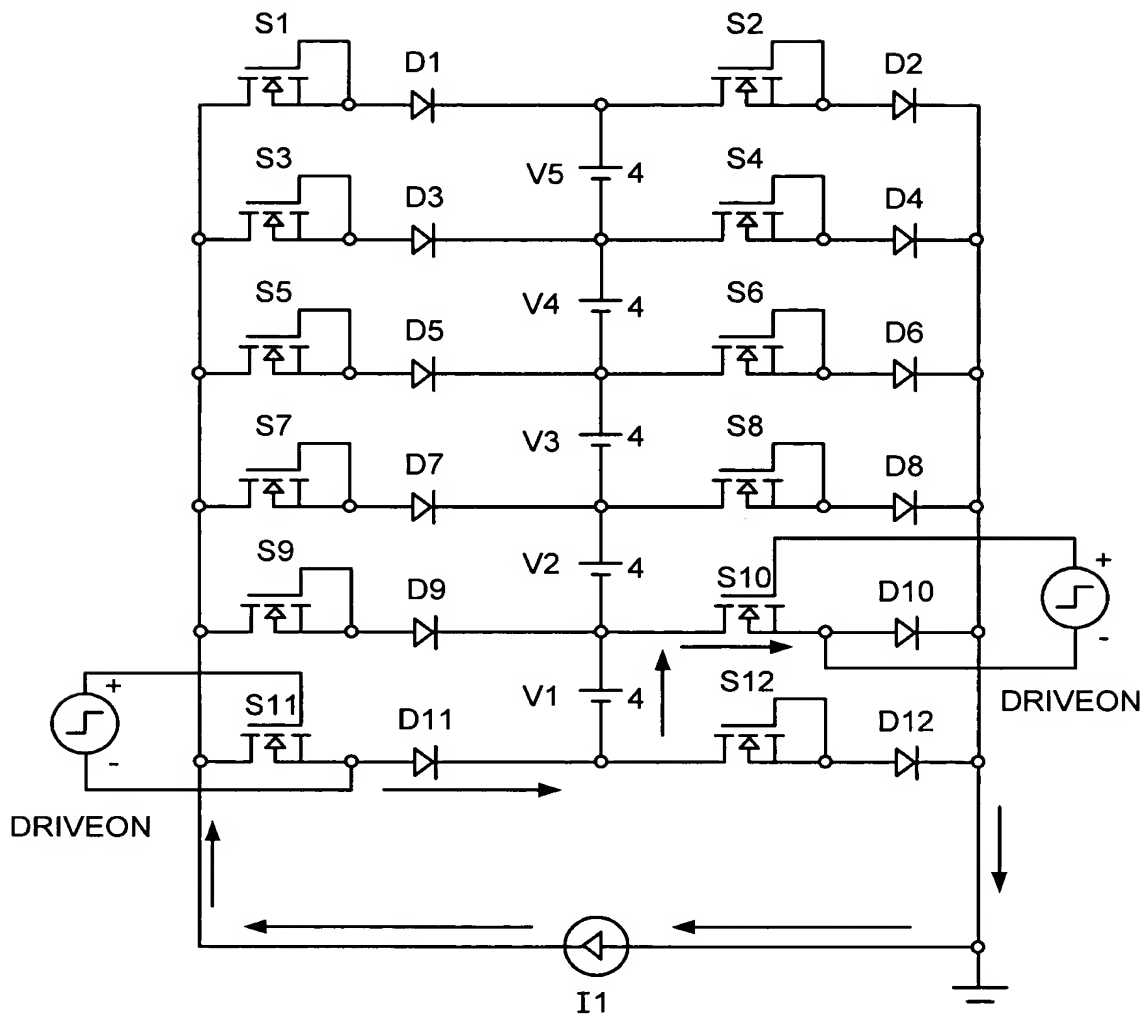 S1
S2
D1
D2
V5 4
S3
S4
D3
D4
V4 4
S5
S6
D5
D6
V3 4
S7
S8
D7
D8
V2 4
S9
S10
D9
D10
+
-
DRIVEON
V1 4
S11
S12
D11
D12
+
-
DRIVEON
I1